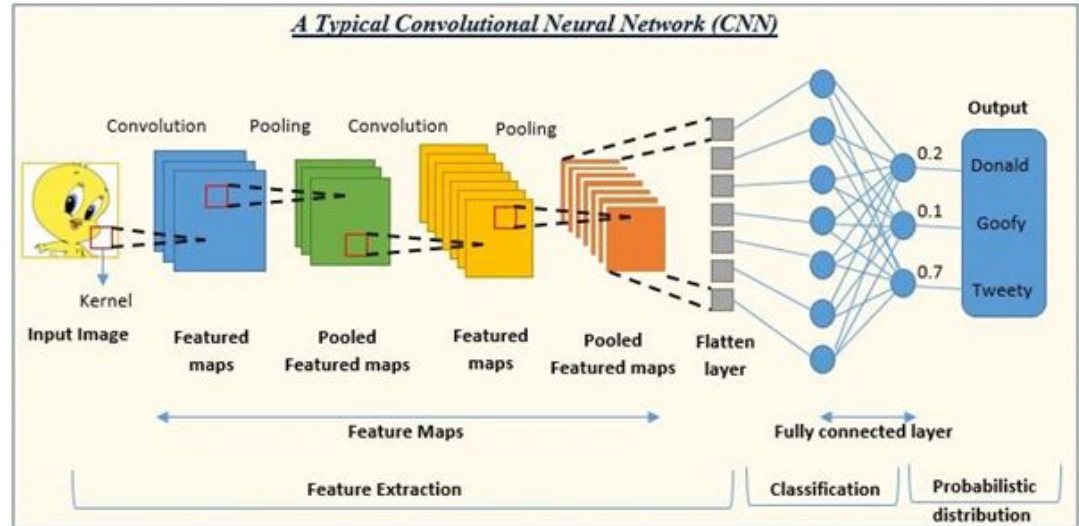 A Typical Convolutional Neural Network (CNN)
Convolution
Pooling
Convolution
Pooling
Output
0.2
Donald
0.1
Goofy
0.7
Tweety
Kernel
Input Image
Featured
maps
Pooled
Featured maps
Featured
maps
Pooled
Featured maps
Flatten
layer
Feature Maps
Fully connected layer
Feature Extraction
Classification
Probabilistic
distribution